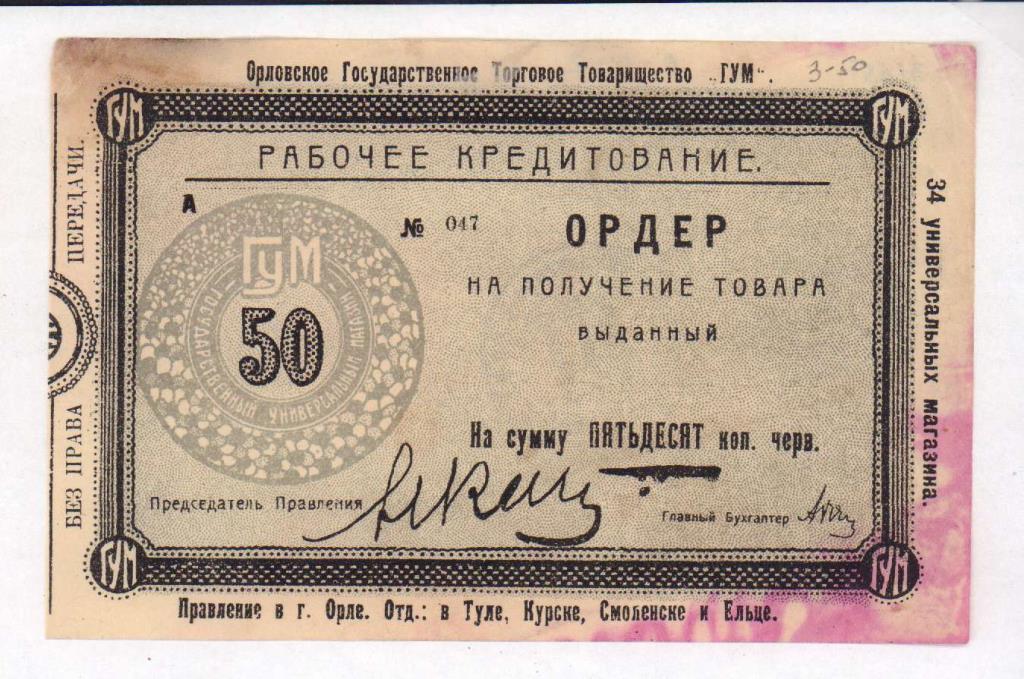 Орловское Государственное Торговое Товарищество „ГУМ“.
3-50
ГУМ
ГУМ
РАБОЧЕЕ КРЕДИТОВАНИЕ.
А
№ 047
ОРДЕР
НА ПОЛУЧЕНИЕ ТОВАРА
ВЫДАННЫЙ
ГУМ
50
ГОСУДАРСТВЕННЫЙ УНИВЕРСАЛЬНЫЙ МАГАЗИН
На сумму ПЯТЬДЕСЯТ коп. черв.
Председатель Правления
Главный Бухгалтер
ГУМ
ГУМ
Правление в г. Орле. Отд.: в Туле, Курске, Смоленске и Ельце.
БЕЗ ПРАВА ПЕРЕДАЧИ.
34 универсальных магазина.